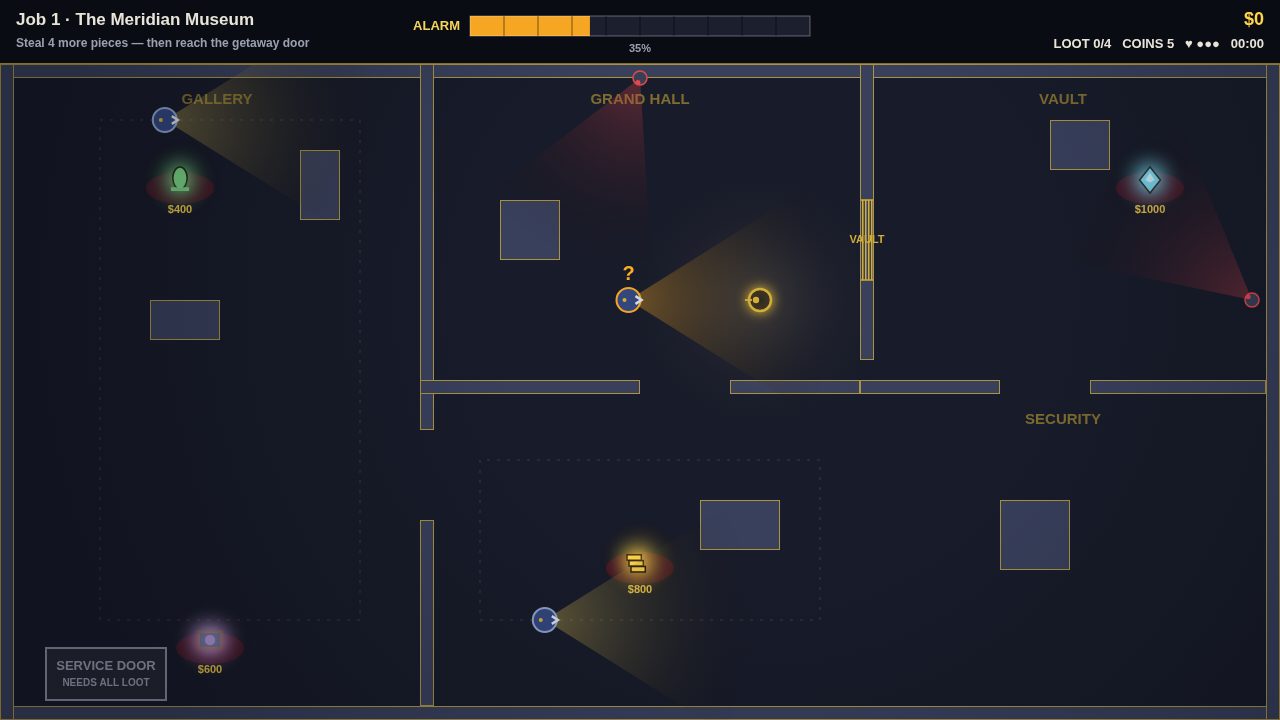 Job 1 · The Meridian Museum
Steal 4 more pieces — then reach the getaway door
ALARM
35%
$0
LOOT 0/4 COINS 5 ♥ ●●● 00:00
GALLERY
GRAND HALL
VAULT
$400
$1000
VAULT
?
SECURITY
$800
$600
SERVICE DOOR
NEEDS ALL LOOT